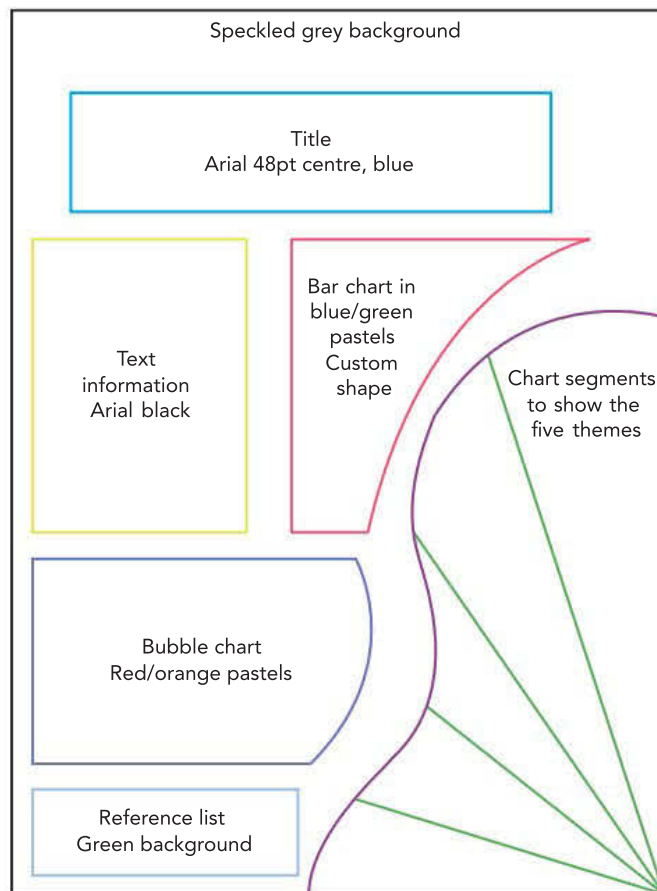 Speckled grey background
Title
Arial 48pt centre, blue
Text
information
Arial black
Bar chart in
blue/green
pastels
Custom
shape
Chart segments
to show the
five themes
Bubble chart
Red/orange pastels
Reference list
Green background